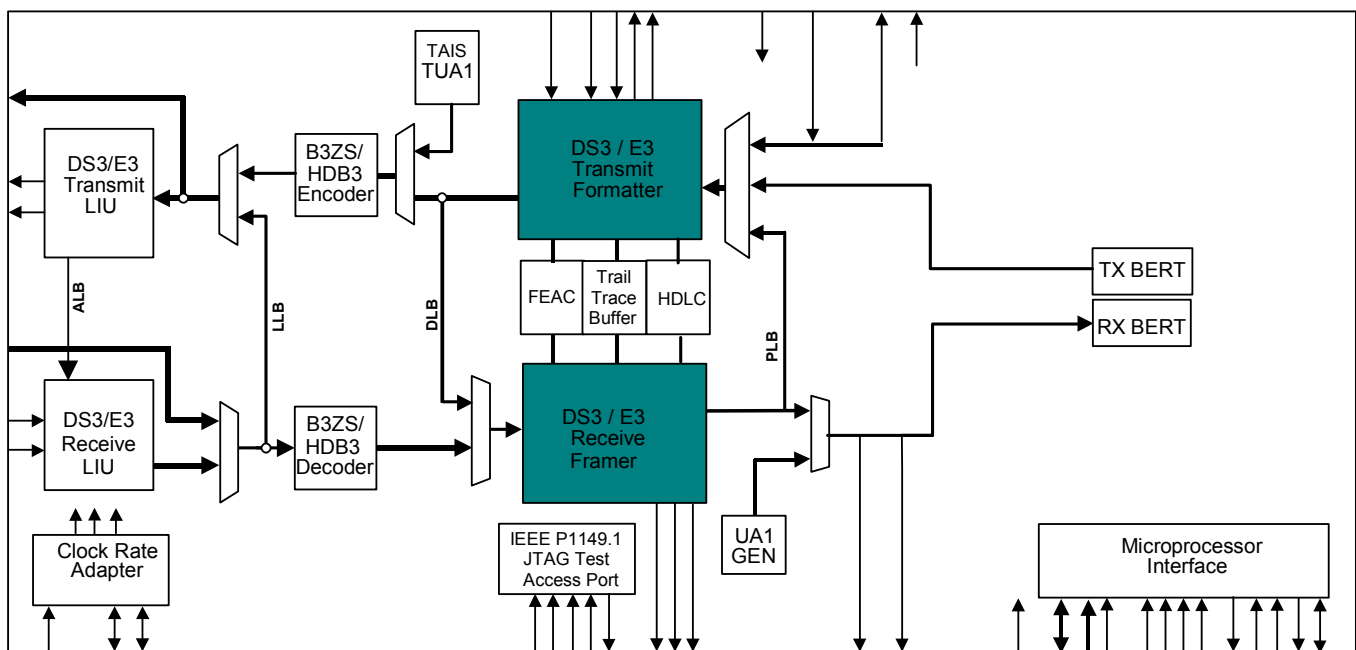 TAIS
TUA1
DS3/E3
Transmit
LIU
B3ZS/
HDB3
Encoder
DS3 / E3
Transmit
Formatter
FEAC
Trail
Trace
Buffer
HDLC
TX BERT
RX BERT
ALB
LLB
DLB
PLB
DS3/E3
Receive
LIU
B3ZS/
HDB3
Decoder
DS3 / E3
Receive
Framer
Clock Rate
Adapter
IEEE P1149.1
JTAG Test
Access Port
UA1
GEN
Microprocessor
Interface